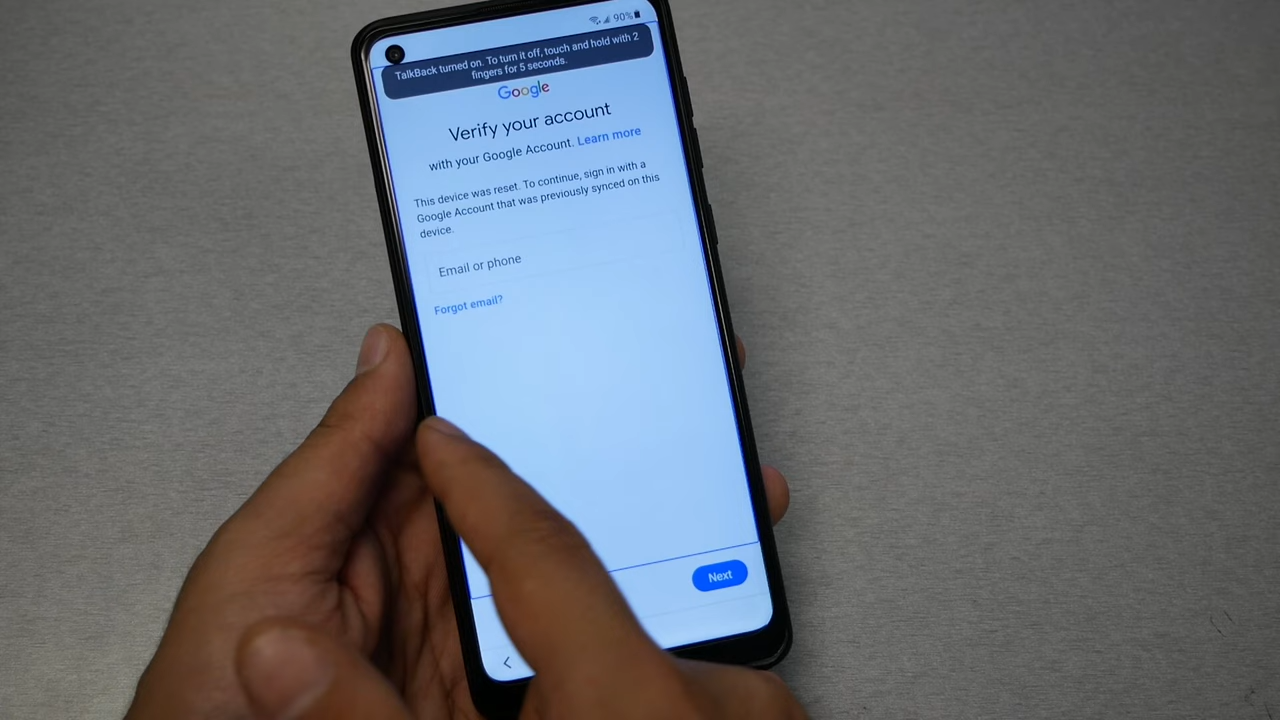 90%
TalkBack turned on. To turn it off, touch and hold with 2
fingers for 5 seconds.
Google
Verify your account
with your Google Account. Learn more
This device was reset. To continue, sign in with a
Google Account that was previously synced on this
device.
Email or phone
Forgot email?
Next